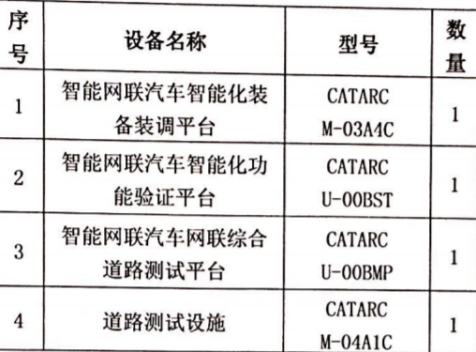 序号 设备名称 型号 数量
1 智能网联汽车智能化装备装调平台 CATARC M-03A4C 1
2 智能网联汽车智能化功能验证平台 CATARC U-00BST 1
3 智能网联汽车网联综合道路测试平台 CATARC U-00BMP 1
4 道路测试设施 CATARC M-04A1C 1